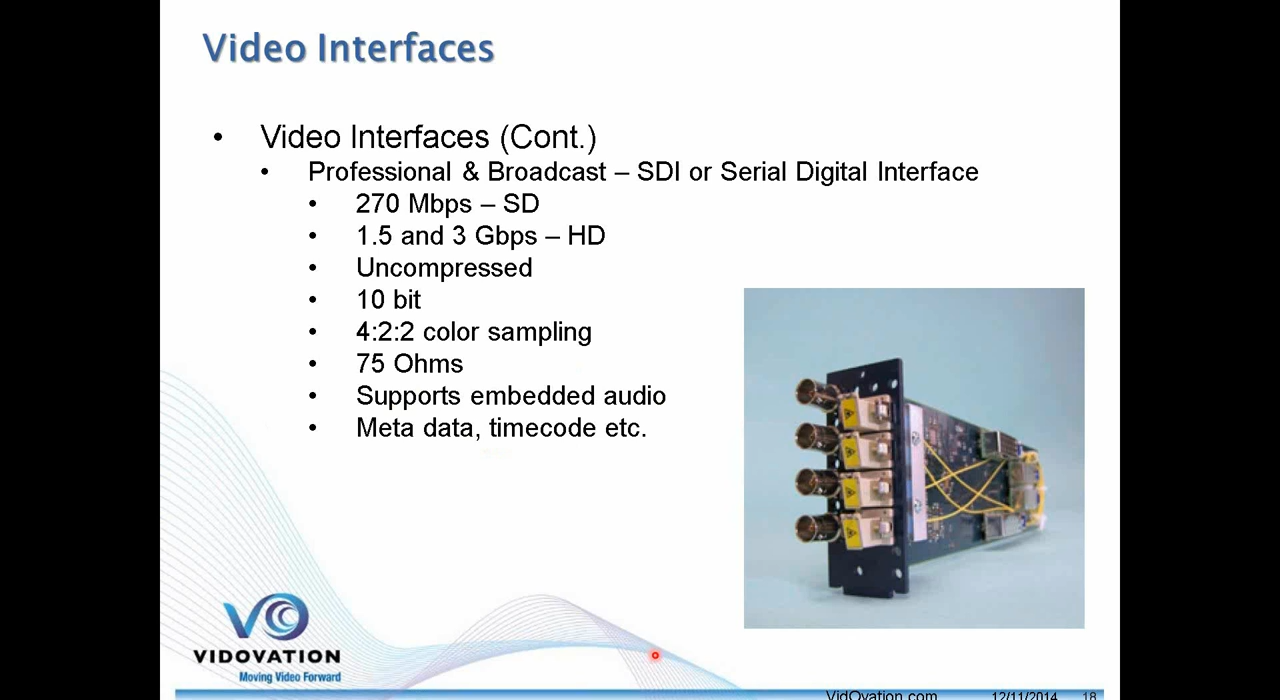 Video Interfaces
• Video Interfaces (Cont.)
• Professional & Broadcast – SDI or Serial Digital Interface
• 270 Mbps – SD
• 1.5 and 3 Gbps – HD
• Uncompressed
• 10 bit
• 4:2:2 color sampling
• 75 Ohms
• Supports embedded audio
• Meta data, timecode etc.
VO
VIDOVATION
Moving Video Forward
VidOvation.com 12/11/2014 18